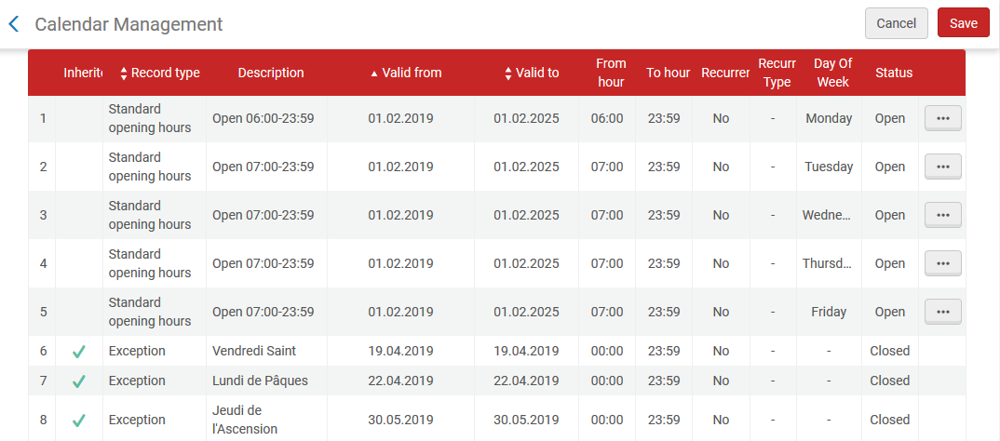 Calendar Management Cancel Save
Inherite Record type Description Valid from Valid to From hour To hour Recurrer Recurr Type Day Of Week Status
1 Standard opening hours Open 06:00-23:59 01.02.2019 01.02.2025 06:00 23:59 No - Monday Open ...
2 Standard opening hours Open 07:00-23:59 01.02.2019 01.02.2025 07:00 23:59 No - Tuesday Open ...
3 Standard opening hours Open 07:00-23:59 01.02.2019 01.02.2025 07:00 23:59 No - Wedne... Open ...
4 Standard opening hours Open 07:00-23:59 01.02.2019 01.02.2025 07:00 23:59 No - Thursd... Open ...
5 Standard opening hours Open 07:00-23:59 01.02.2019 01.02.2025 07:00 23:59 No - Friday Open ...
6 Exception Vendredi Saint 19.04.2019 19.04.2019 00:00 23:59 No - - Closed
7 Exception Lundi de Pâques 22.04.2019 22.04.2019 00:00 23:59 No - - Closed
8 Exception Jeudi de l'Ascension 30.05.2019 30.05.2019 00:00 23:59 No - - Closed